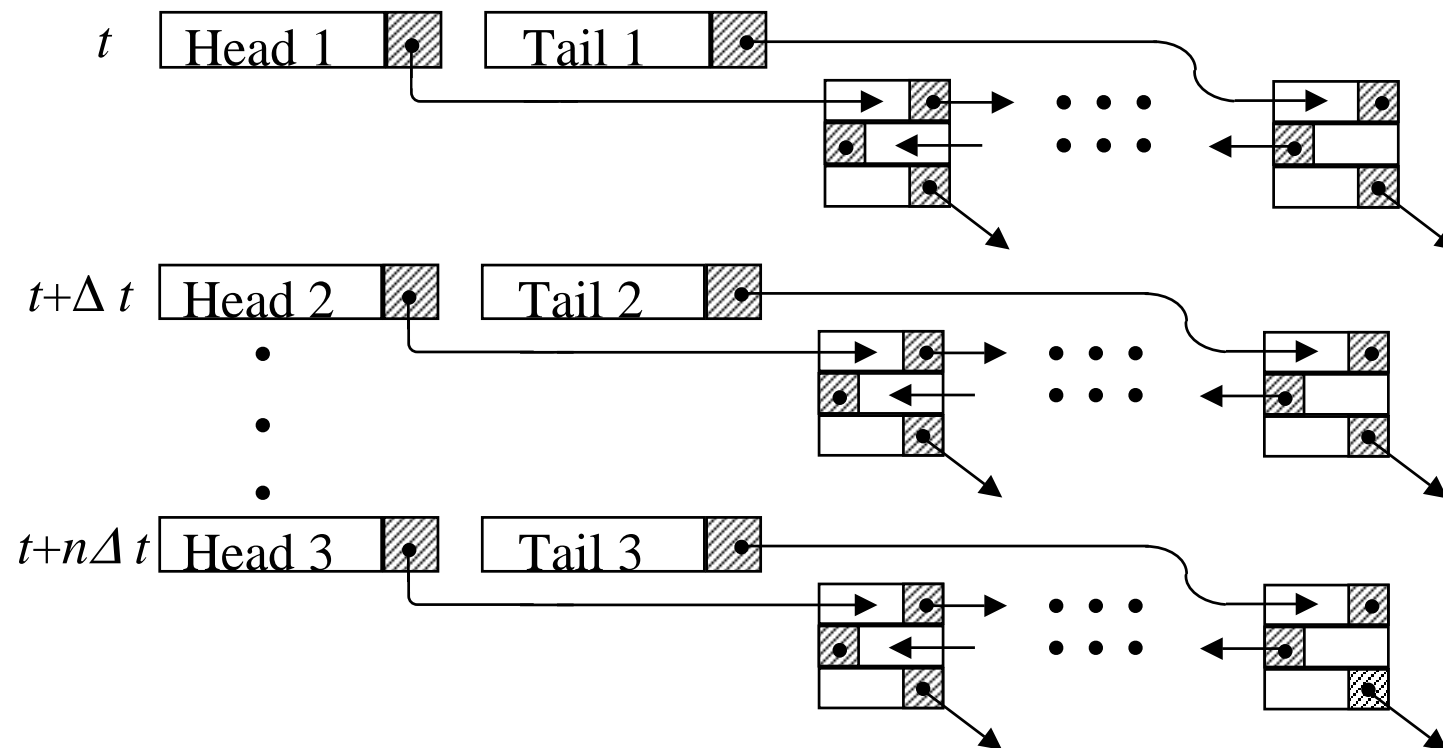 t Head 1 Tail 1
t+Δ t Head 2 Tail 2
t+nΔ t Head 3 Tail 3